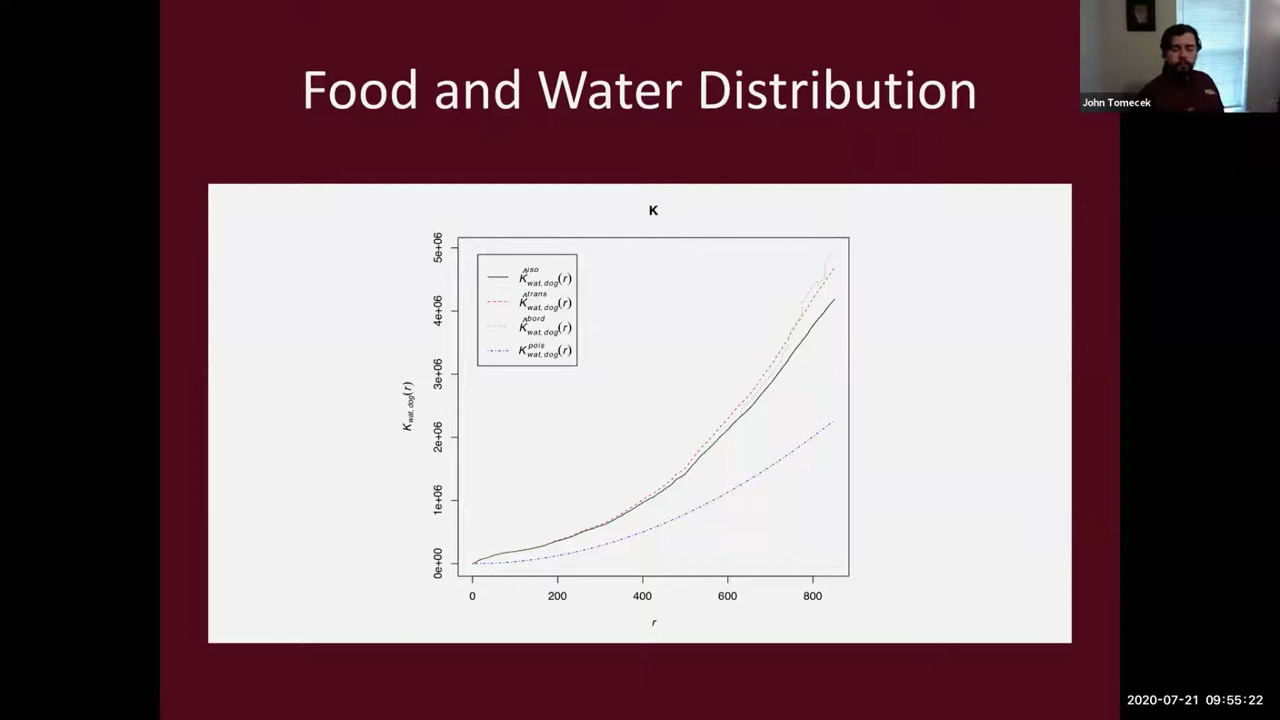 Food and Water Distribution
John Tomecek
K
K̂ iso wat, dog (r)
K̂ trans wat, dog (r)
K̂ bord wat, dog (r)
K pois wat, dog (r)
K wat, dog (r)
5e+06
4e+06
3e+06
2e+06
1e+06
0e+00
0 200 400 600 800
r
2020-07-21 09:55:22